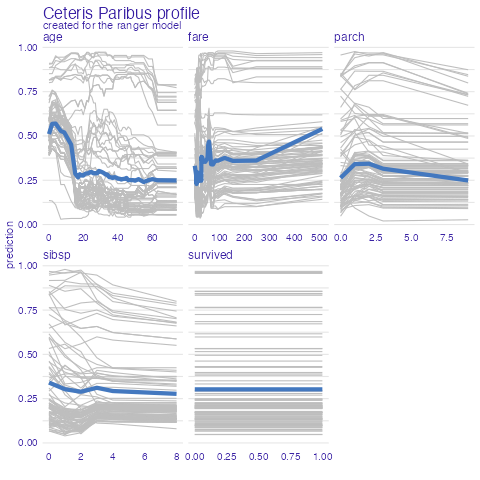 Ceteris Paribus profile
created for the ranger model
age fare parch
1.00
0.75
0.50
0.25
0.00
0 20 40 60 0 100 200 300 400 500 0.0 2.5 5.0 7.5
prediction
sibsp survived
1.00
0.75
0.50
0.25
0.00
0 2 4 6 8 0.00 0.25 0.50 0.75 1.00